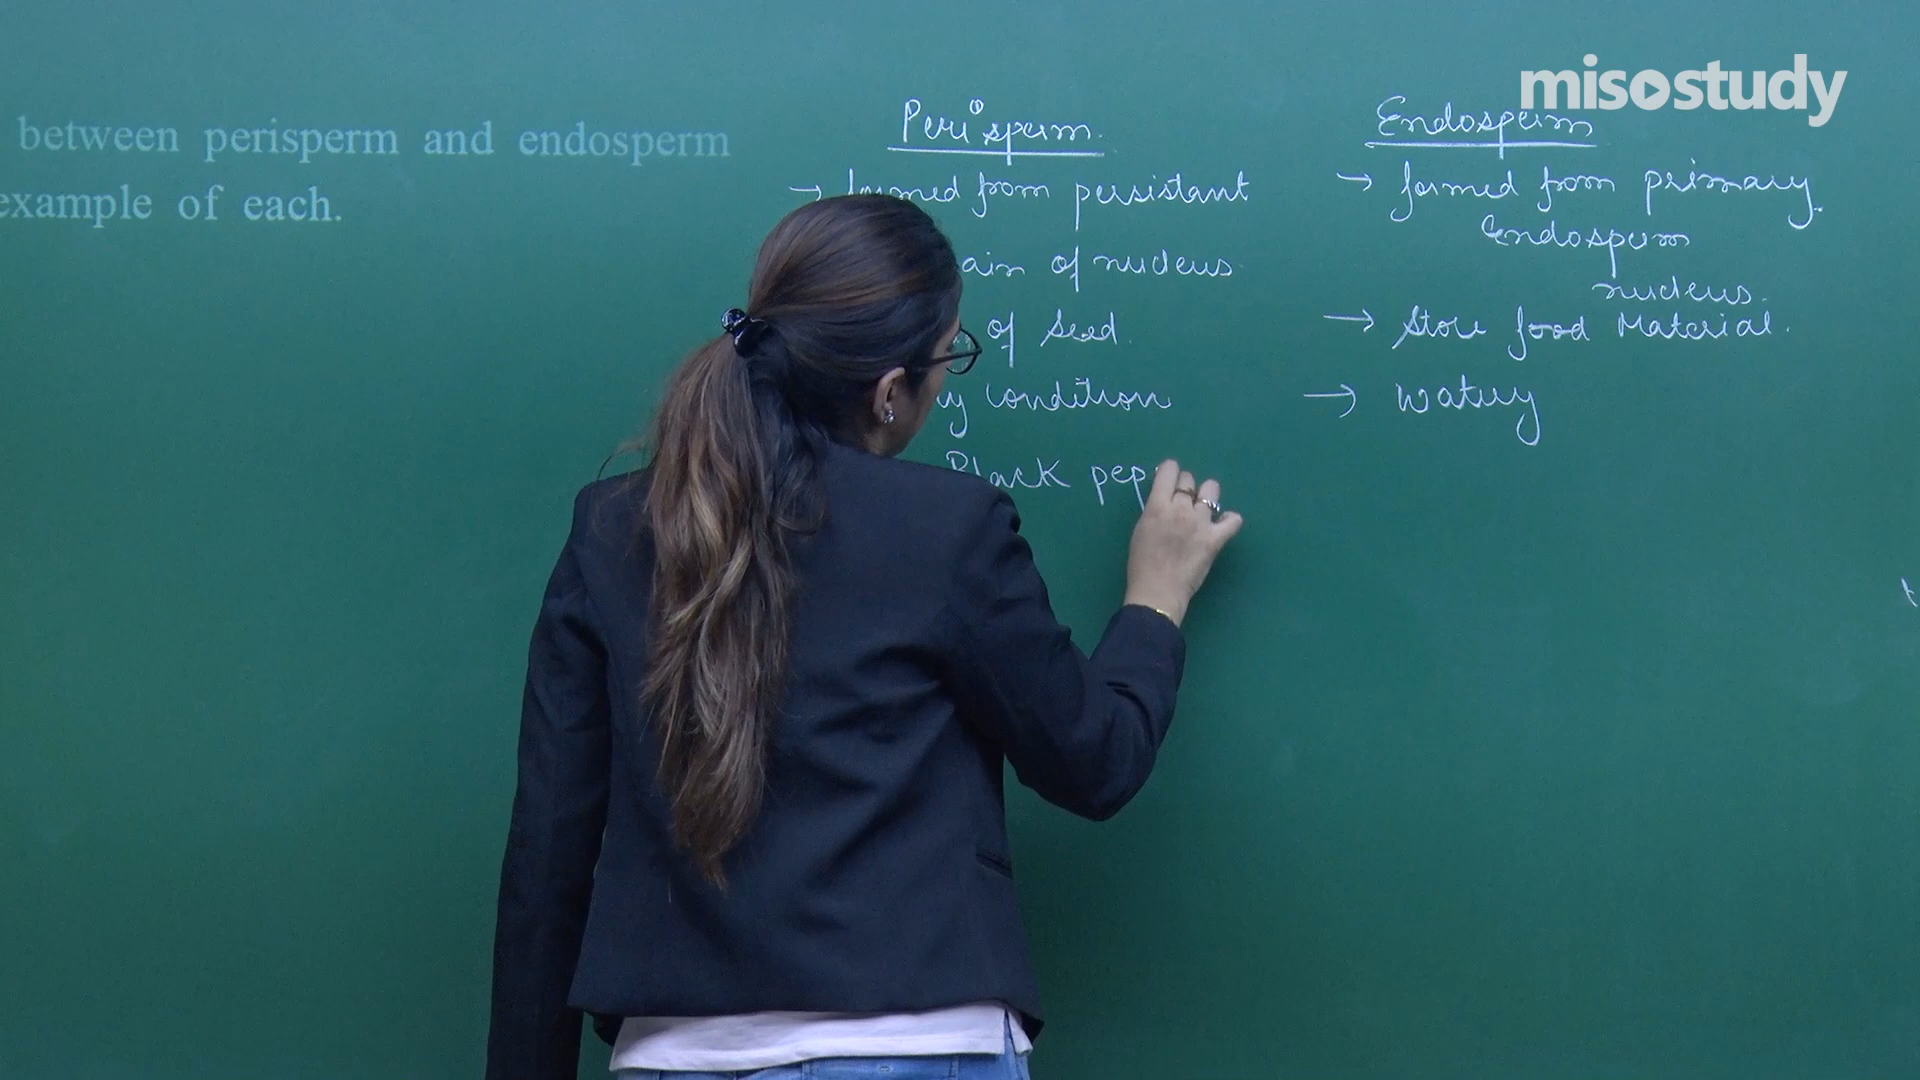 misostudy
between perisperm and endosperm
example of each.
Perisperm.
→ formed from persistant
of nucleus
of seed.
condition
Black pep
Endosperm
→ formed from primary
Endosperm
nucleus.
→ Store food Material.
→ watery